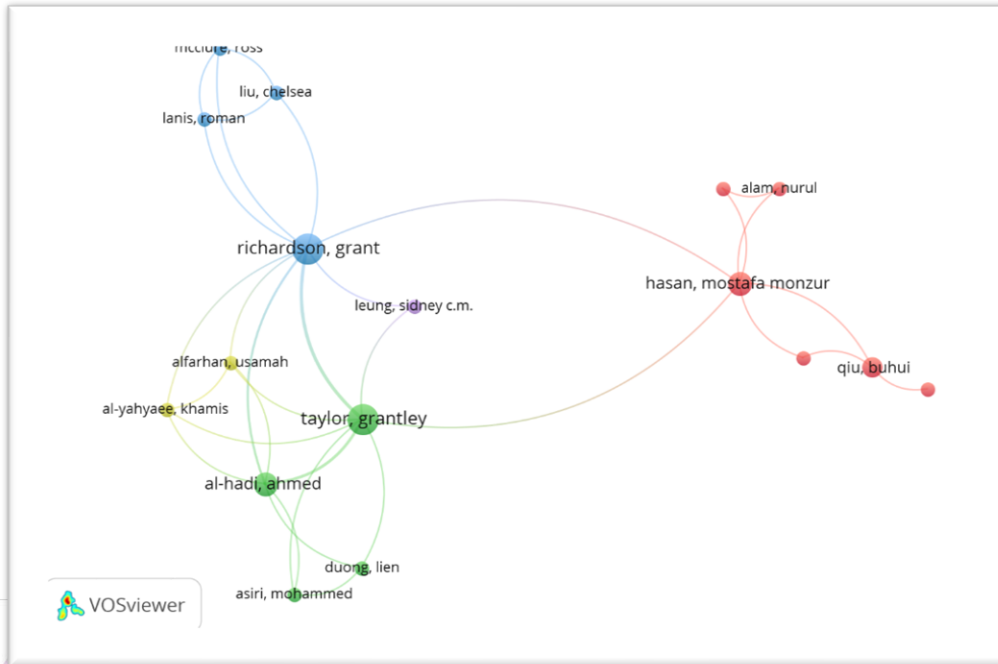 mcclure, ross
liu, chelsea
lanis, roman
alam, nurul
richardson, grant
hasan, mostafa monzur
leung, sidney c.m.
alfarhan, usamah
qiu, buhui
al-yahyaee, khamis
taylor, grantley
al-hadi, ahmed
duong, lien
asiri, mohammed
VOSviewer